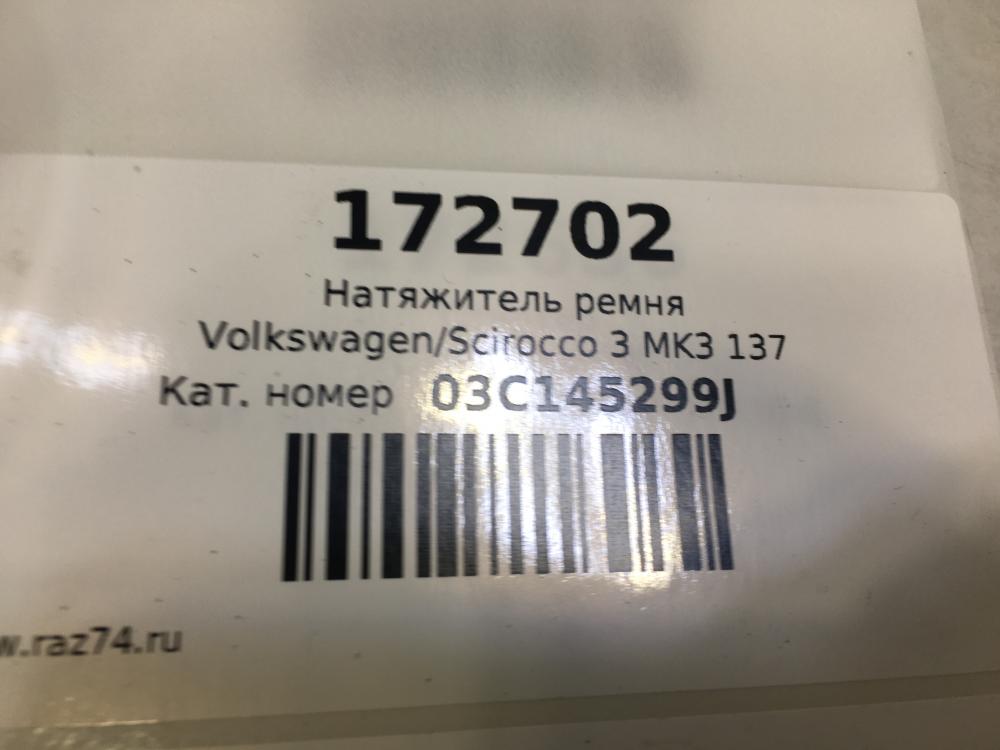 172702
Натяжитель ремня
Volkswagen/Scirocco 3 MK3 137
Кат. номер 03C145299J
w.raz74.ru